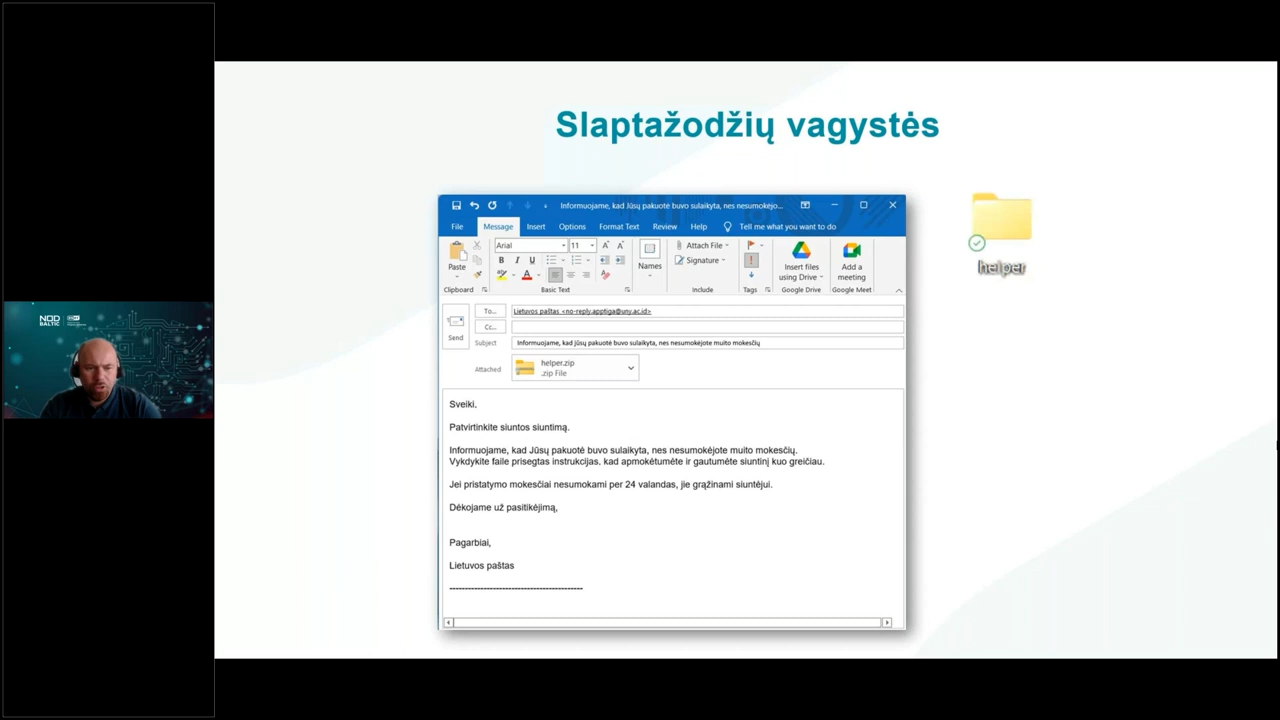 Slaptažodžių vagystės
Informuojame, kad Jūsų pakuotė buvo sulaikyta, nes nesumokėjo...
File Message Insert Options Format Text Review Help Tell me what you want to do
Arial 11
Paste
B I U
Names
Attach File
Signature
Insert files
using Drive
Add a
meeting
Clipboard Basic Text Include Tags Google Drive Google Meet
helper
Send
To... Lietuvos paštas <no-reply.apptiga@uny.ac.id>
Cc...
Subject Informuojame, kad jūsų pakuotė buvo sulaikyta, nes nesumokėjote muito mokesčių
Attached helper.zip
.zip File
Sveiki.
Patvirtinkite siuntos siuntimą.
Informuojame, kad Jūsų pakuotė buvo sulaikyta, nes nesumokėjote muito mokesčių.
Vykdykite faile prisegtas instrukcijas. kad apmokėtumėte ir gautumėte siuntinį kuo greičiau.
Jei pristatymo mokesčiai nesumokami per 24 valandas, jie grąžinami siuntėjui.
Dėkojame už pasitikėjimą,
Pagarbiai,
Lietuvos paštas
NOD
BALTIC